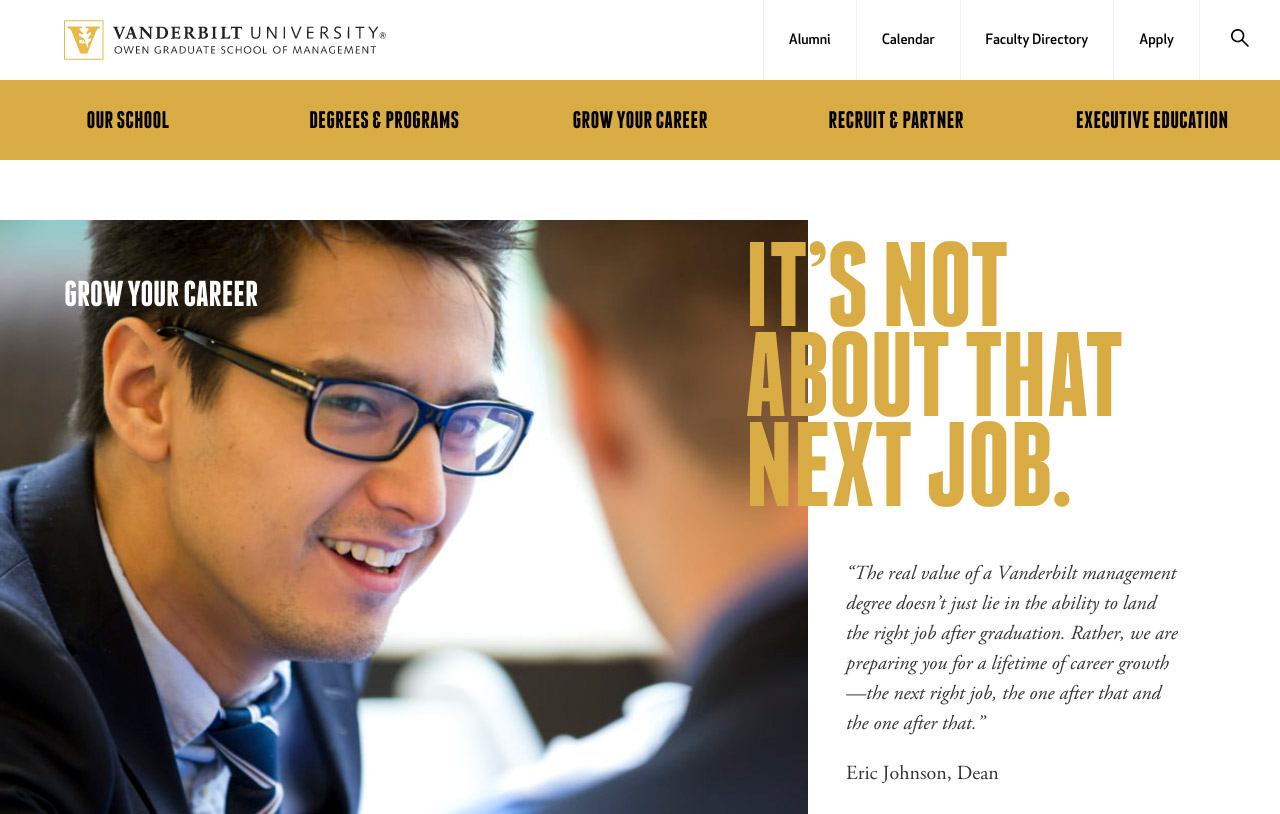 VANDERBILT UNIVERSITY®
OWEN GRADUATE SCHOOL OF MANAGEMENT
Alumni
Calendar
Faculty Directory
Apply
OUR SCHOOL
DEGREES & PROGRAMS
GROW YOUR CAREER
RECRUIT & PARTNER
EXECUTIVE EDUCATION
GROW YOUR CAREER
IT’S NOT
ABOUT THAT
NEXT JOB.
“The real value of a Vanderbilt management
degree doesn’t just lie in the ability to land
the right job after graduation. Rather, we are
preparing you for a lifetime of career growth
—the next right job, the one after that and
the one after that.”
Eric Johnson, Dean